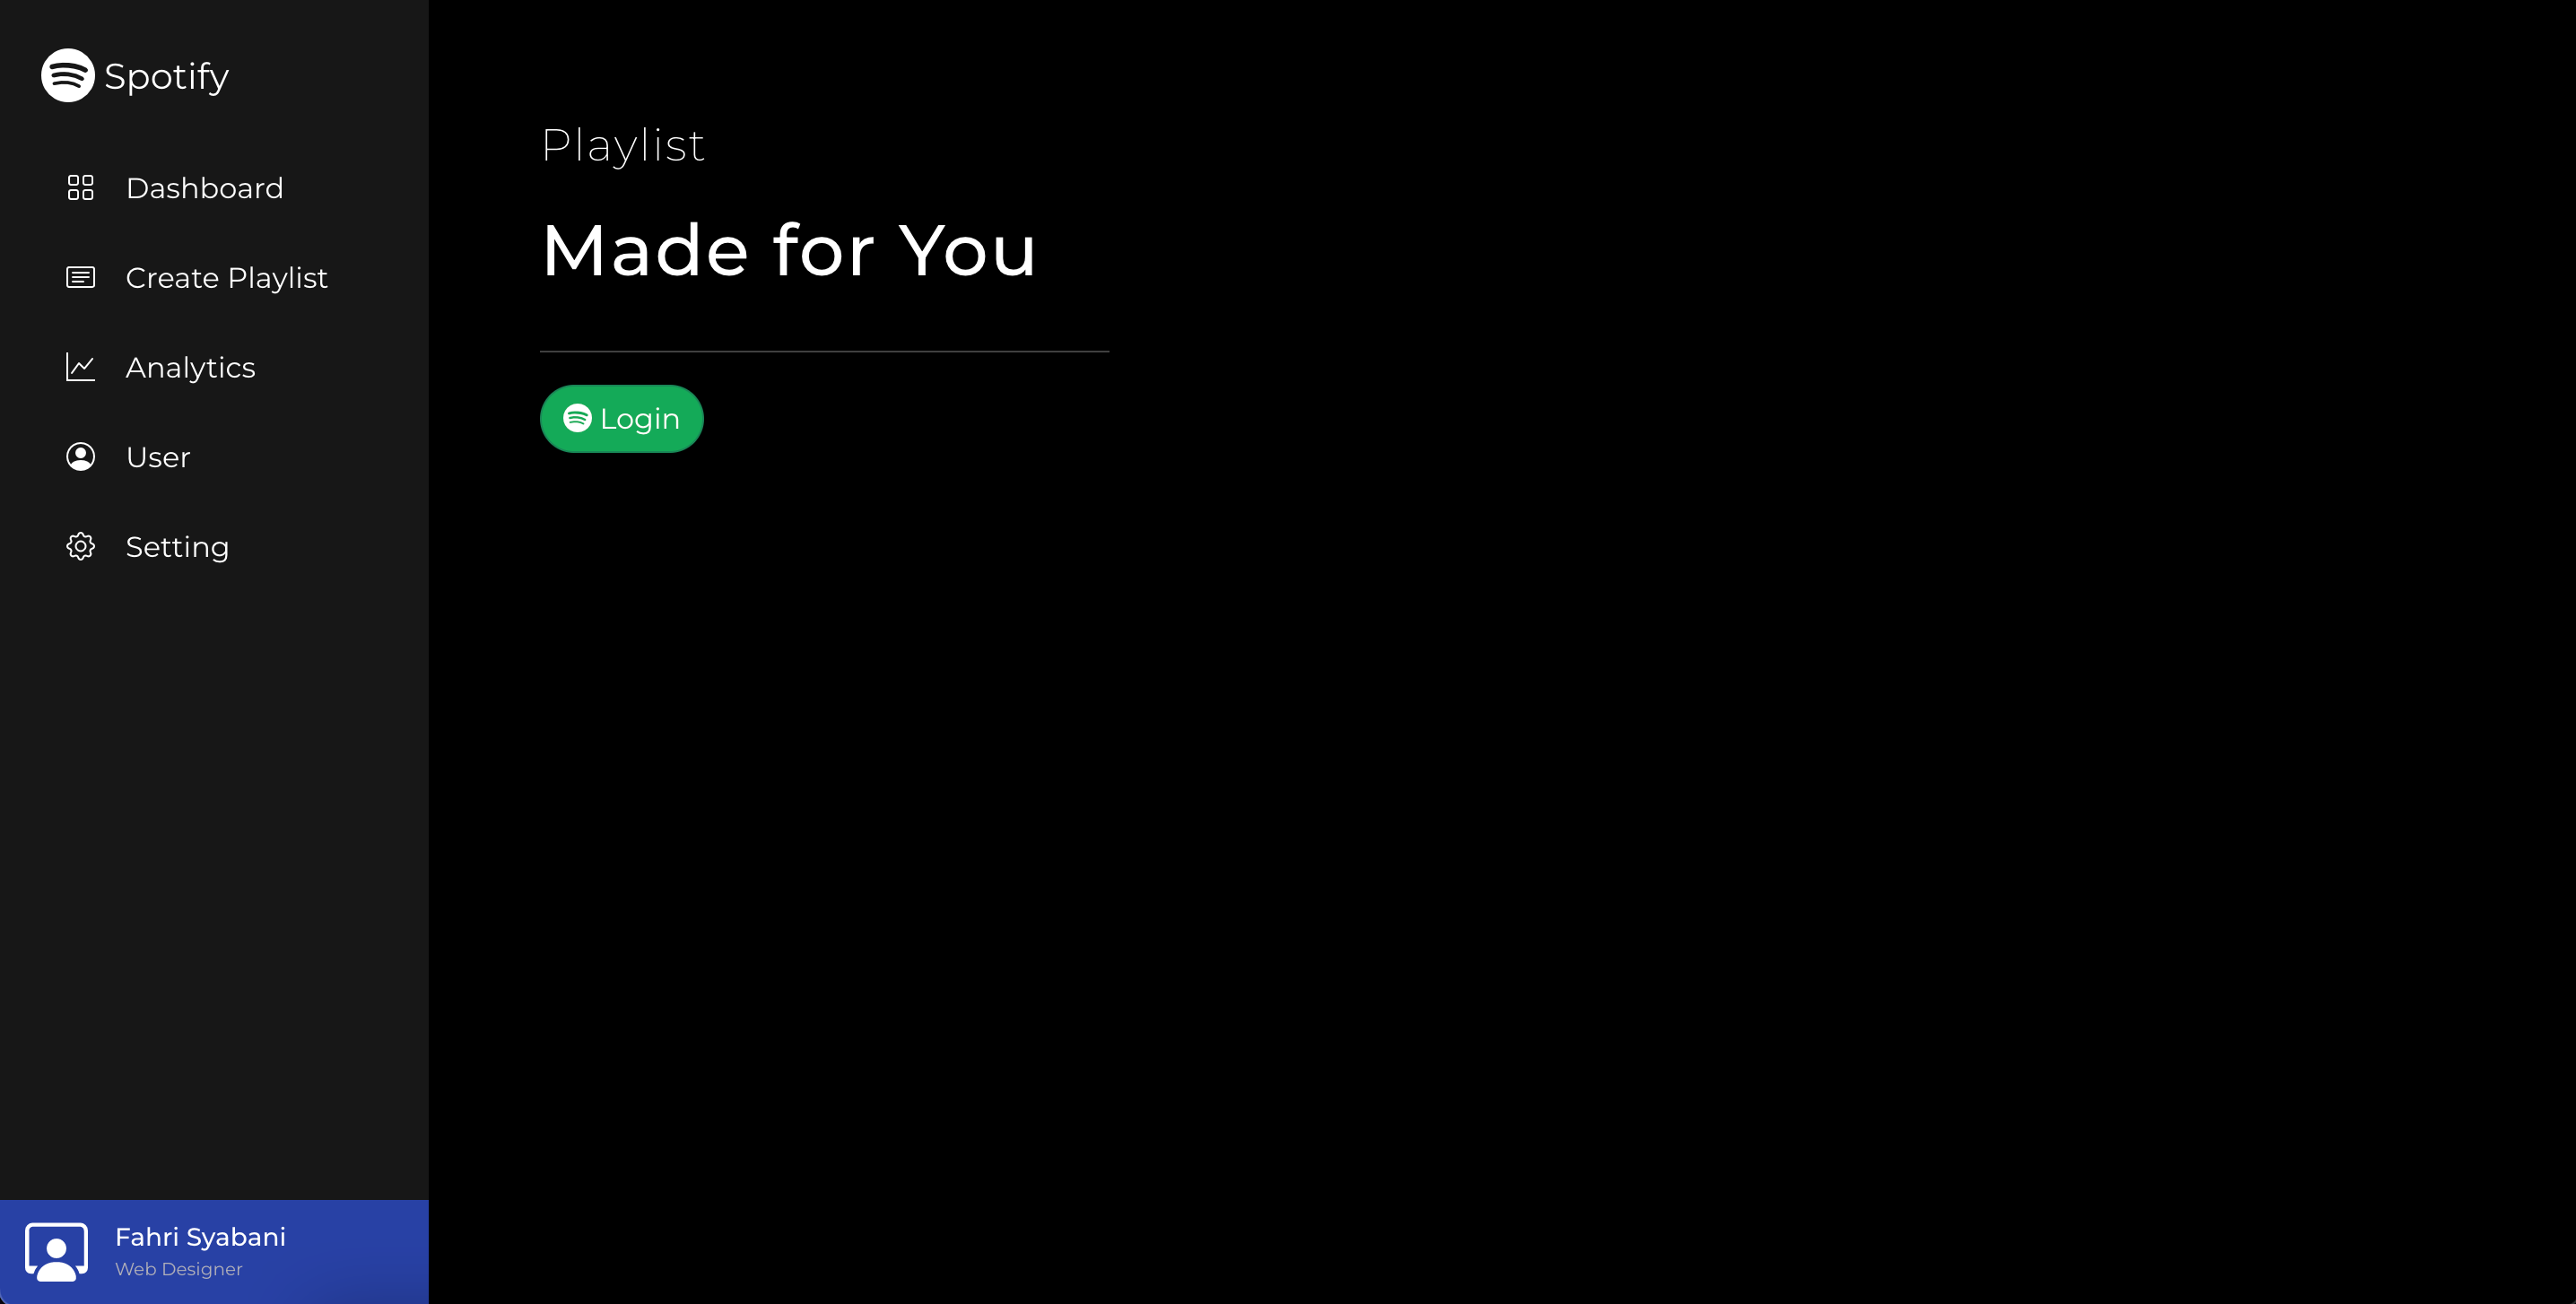 Spotify
Dashboard
Create Playlist
Analytics
User
Setting
Fahri Syabani
Web Designer
Playlist
Made for You
Login